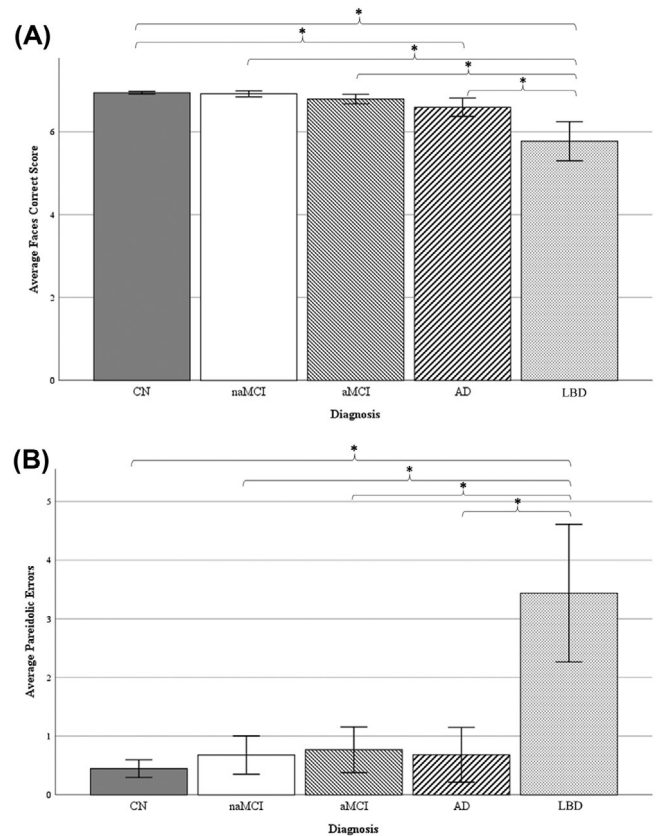 (A)
*
*
*
*
*
Average Faces Correct Score
6
4
2
0
CN naMCI aMCI AD LBD
Diagnosis
(B)
*
*
*
*
Average Pareidolic Errors
5
4
3
2
1
0
CN naMCI aMCI AD LBD
Diagnosis